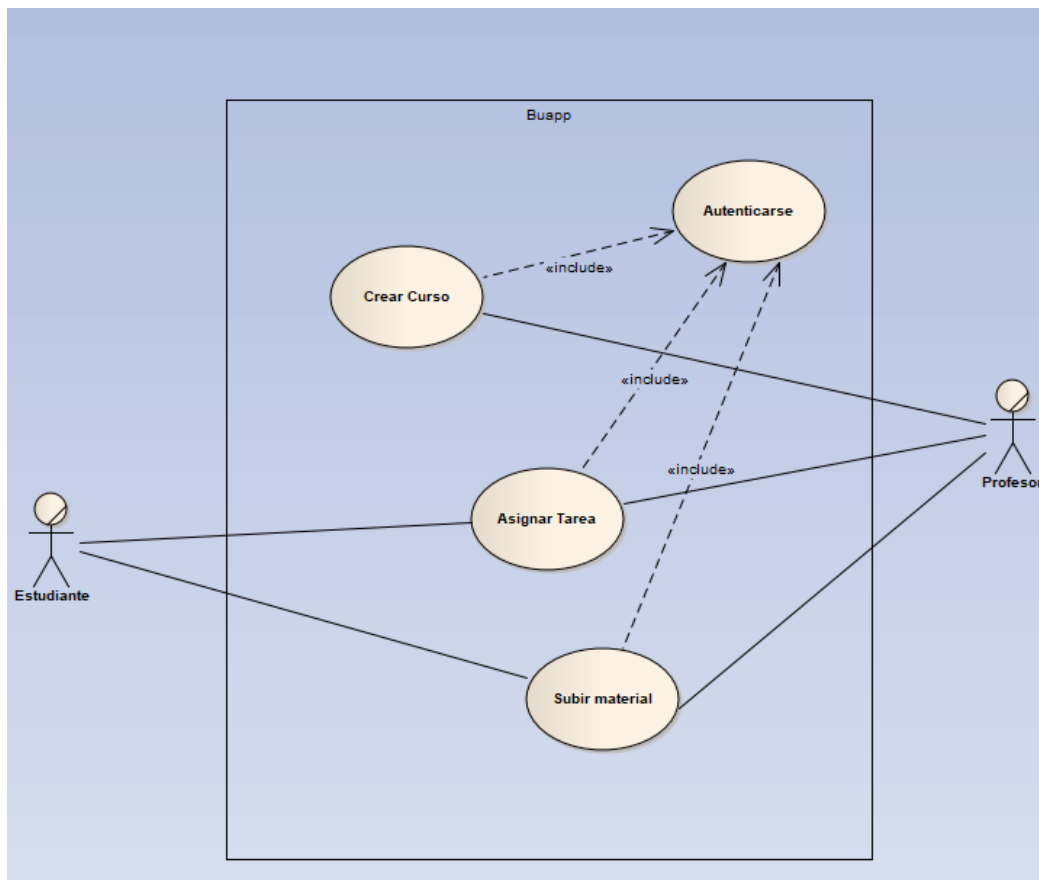 Buapp
Autenticarse
«include»
Crear Curso
«include»
«include»
Profesor
Asignar Tarea
Estudiante
Subir material